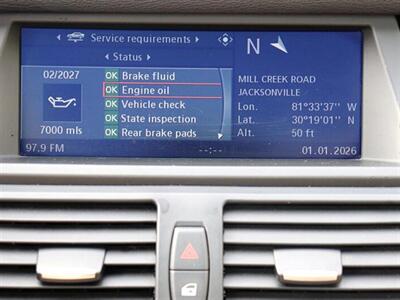 Service requirements
Status
02/2027
7000 mls
OK Brake fluid
OK Engine oil
OK Vehicle check
OK State inspection
OK Rear brake pads
N
MILL CREEK ROAD
JACKSONVILLE
Lon. 81°33'37'' W
Lat. 30°19'01'' N
Alt. 50 ft
97.9 FM
--:--
01.01.2026